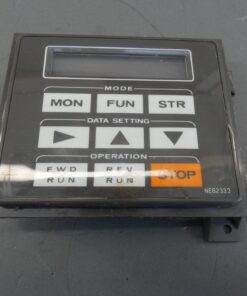 MODE
MON FUN STR
DATA SETTING
OPERATION
FWD RUN REV RUN STOP
NEB2333